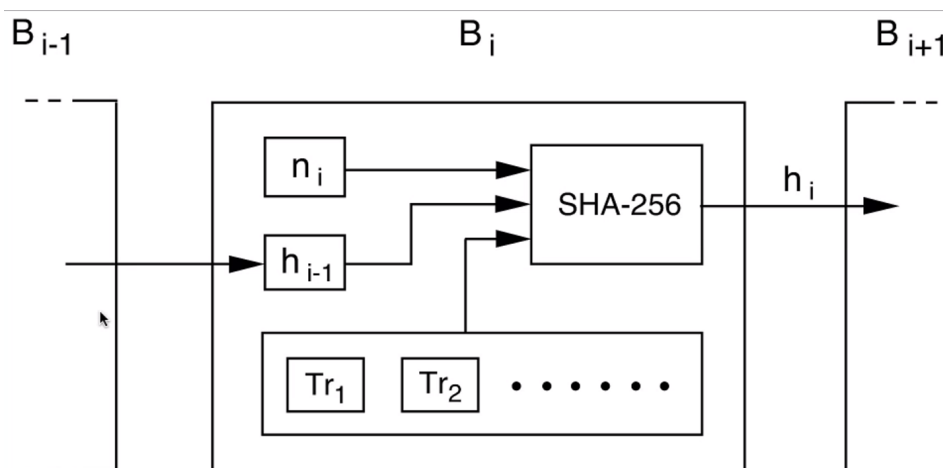 B i-1 B i B i+1
n i
SHA-256
h i
h i-1
Tr1 Tr2 · · · · · ·